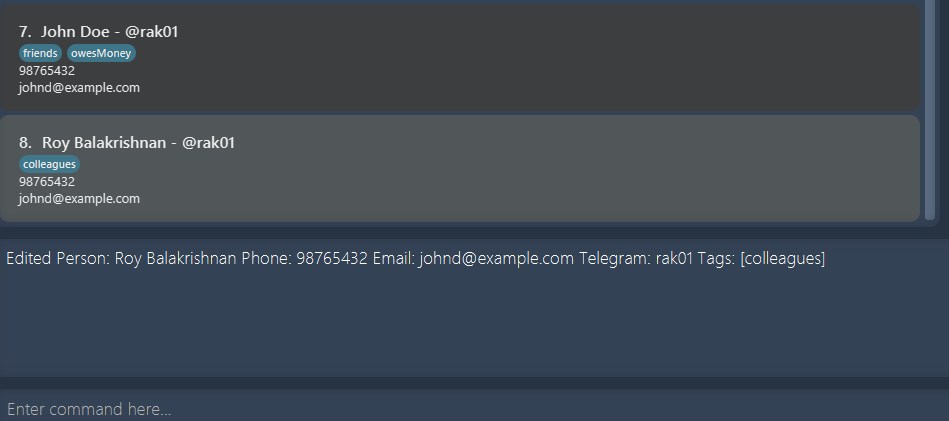 7. John Doe - @rak01
friends owesMoney
98765432
johnd@example.com
8. Roy Balakrishnan - @rak01
colleagues
98765432
johnd@example.com
Edited Person: Roy Balakrishnan Phone: 98765432 Email: johnd@example.com Telegram: rak01 Tags: [colleagues]
Enter command here...